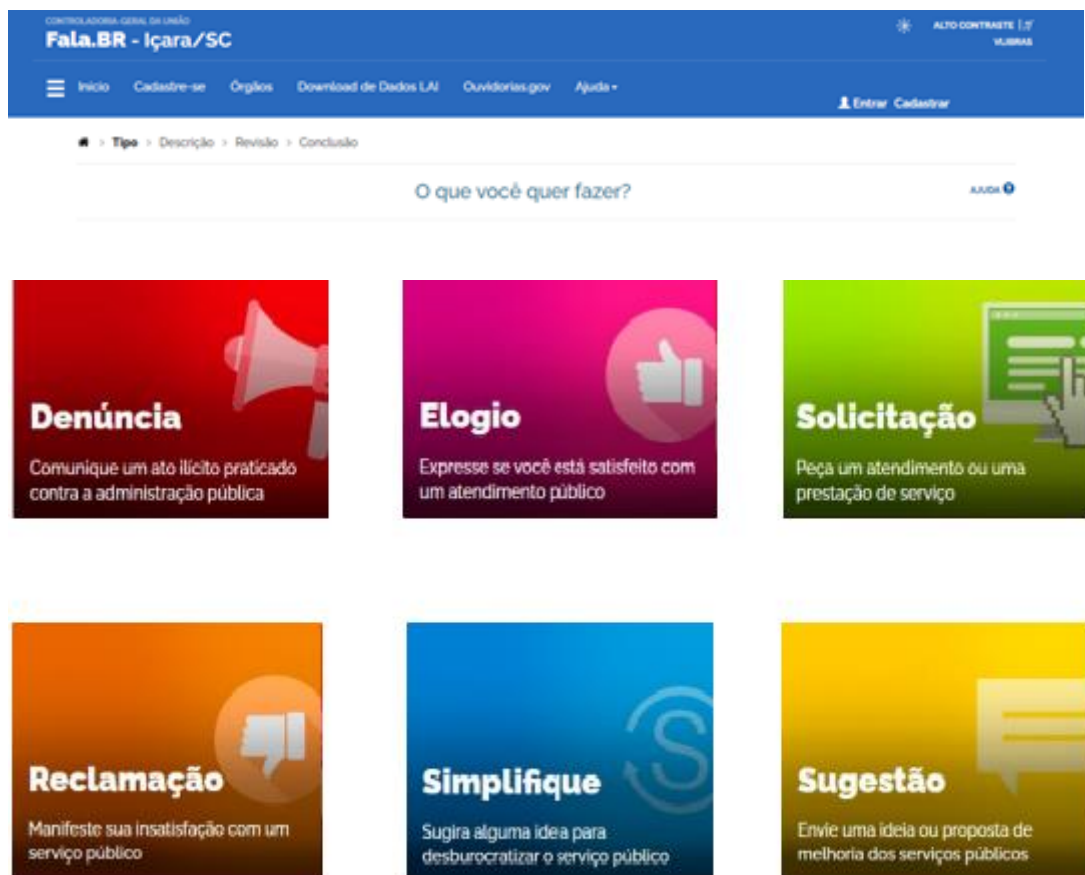 CONTROLADORIA-GERAL DA UNIÃO
Fala.BR - Içara/SC
ALTO CONTRASTE |
VLIBRAS
Início Cadastre-se Órgãos Download de Dados LAI Ouvidorias.gov Ajuda
Entrar Cadastrar
> Tipo > Descrição > Revisão > Conclusão
O que você quer fazer?
AJUDA
Denúncia
Comunique um ato ilícito praticado
contra a administração pública
Elogio
Expresse se você está satisfeito com
um atendimento público
Solicitação
Peça um atendimento ou uma
prestação de serviço
Reclamação
Manifeste sua insatisfação com um
serviço público
Simplifique
Sugira alguma idea para
desburocratizar o serviço público
Sugestão
Envie uma ideia ou proposta de
melhoria dos serviços públicos